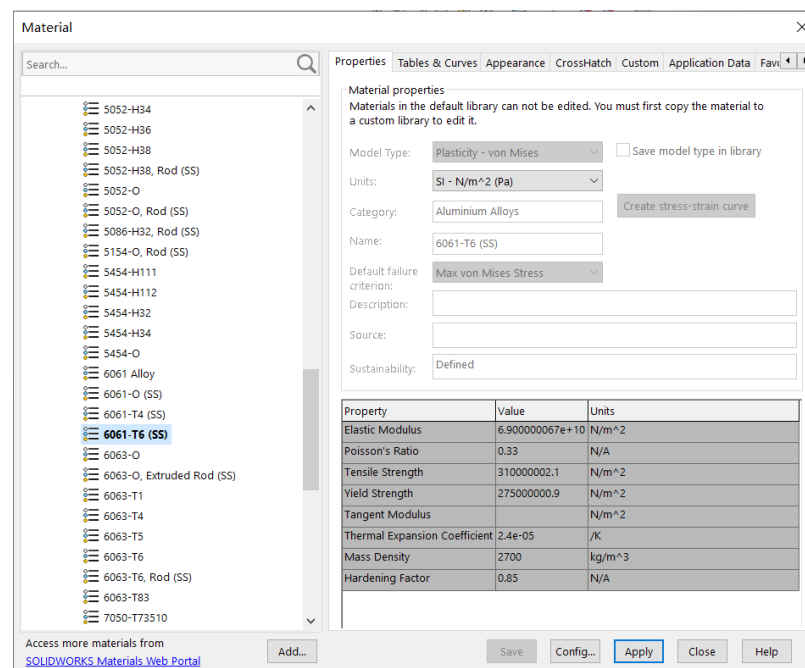 Material
Search...
5052-H34
5052-H36
5052-H38
5052-H38, Rod (SS)
5052-O
5052-O, Rod (SS)
5086-H32, Rod (SS)
5154-O, Rod (SS)
5454-H111
5454-H112
5454-H32
5454-H34
5454-O
6061 Alloy
6061-O (SS)
6061-T4 (SS)
6061-T6 (SS)
6063-O
6063-O, Extruded Rod (SS)
6063-T1
6063-T4
6063-T5
6063-T6
6063-T6, Rod (SS)
6063-T83
7050-T73510
Access more materials from
SOLIDWORKS Materials Web Portal
Add...
Properties Tables & Curves Appearance CrossHatch Custom Application Data Favo
Material properties
Materials in the default library can not be edited. You must first copy the material to
a custom library to edit it.
Model Type: Plasticity - von Mises Save model type in library
Units: SI - N/m^2 (Pa)
Category: Aluminium Alloys Create stress-strain curve
Name: 6061-T6 (SS)
Default failure
criterion: Max von Mises Stress
Description:
Source:
Sustainability: Defined
Property Value Units
Elastic Modulus 6.900000067e+10 N/m^2
Poisson's Ratio 0.33 N/A
Tensile Strength 310000002.1 N/m^2
Yield Strength 275000000.9 N/m^2
Tangent Modulus N/m^2
Thermal Expansion Coefficient 2.4e-05 /K
Mass Density 2700 kg/m^3
Hardening Factor 0.85 N/A
Save Config... Apply Close Help